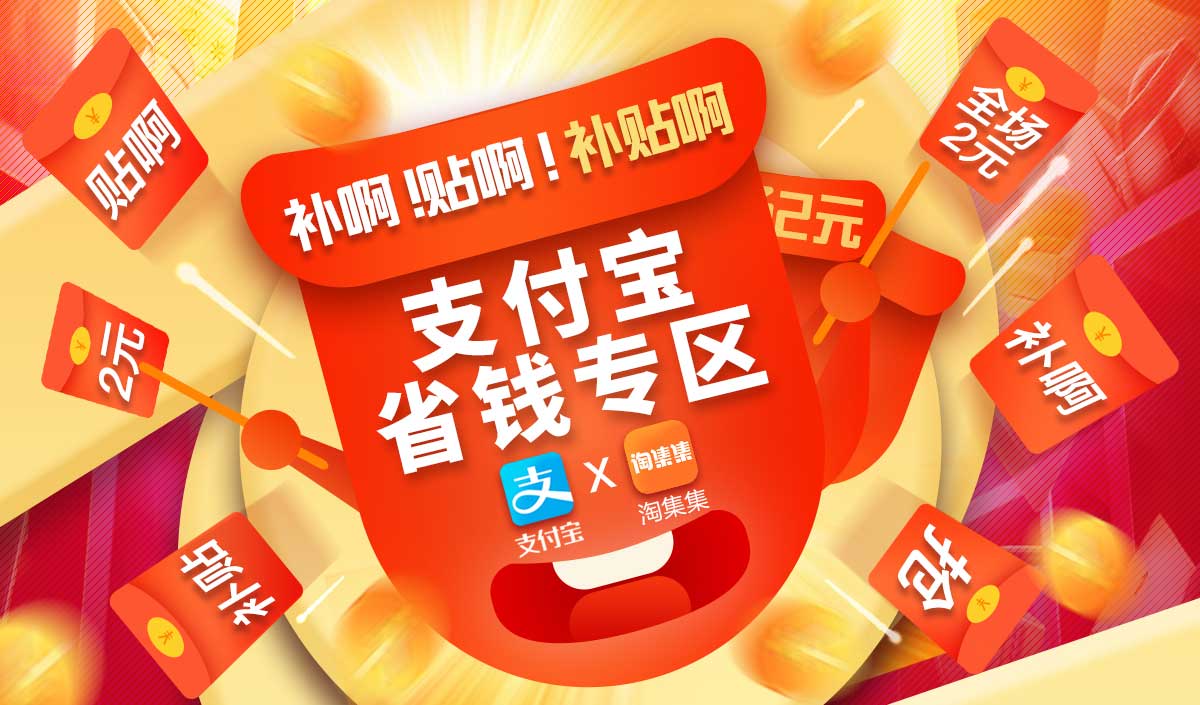 补啊!贴啊!补贴啊
支付宝
省钱专区
支 X 淘集集
支付宝 淘集集
纪元
贴啊
2元
补贴
全场
2元
补啊
抢